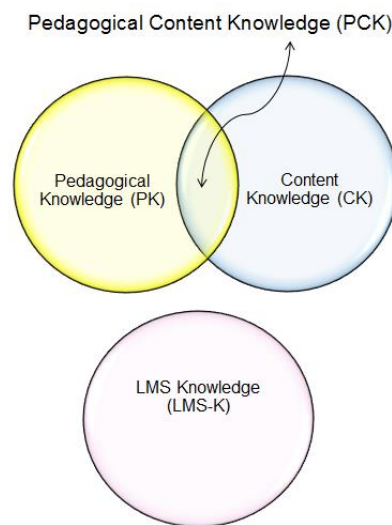 Pedagogical Content Knowledge (PCK)
Pedagogical
Knowledge (PK)
Content
Knowledge (CK)
LMS Knowledge
(LMS-K)